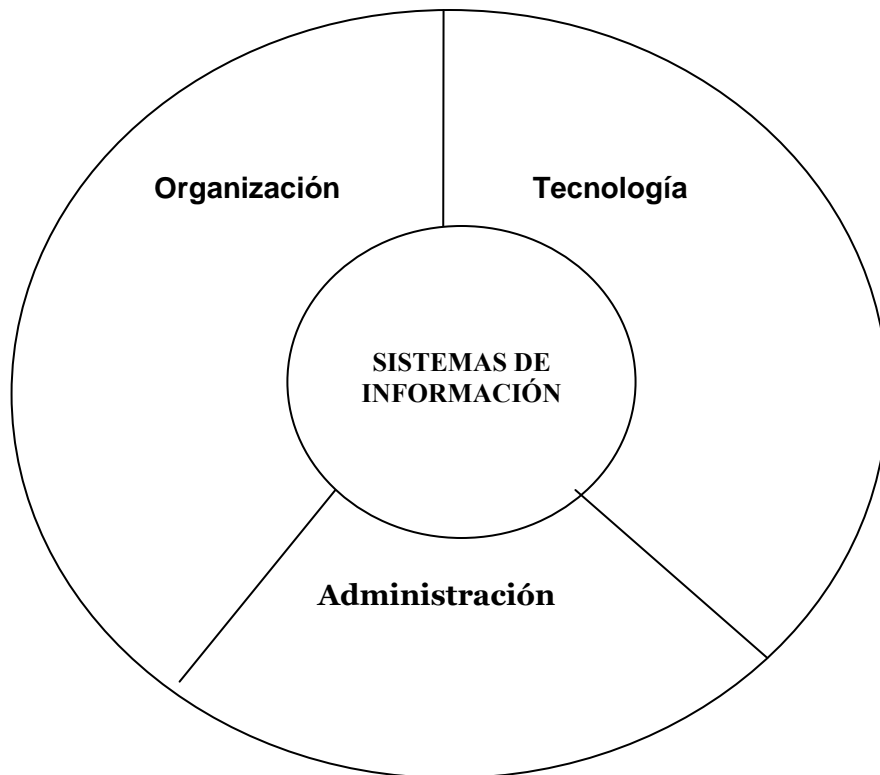 Organización
Tecnología
SISTEMAS DE
INFORMACIÓN
Administración